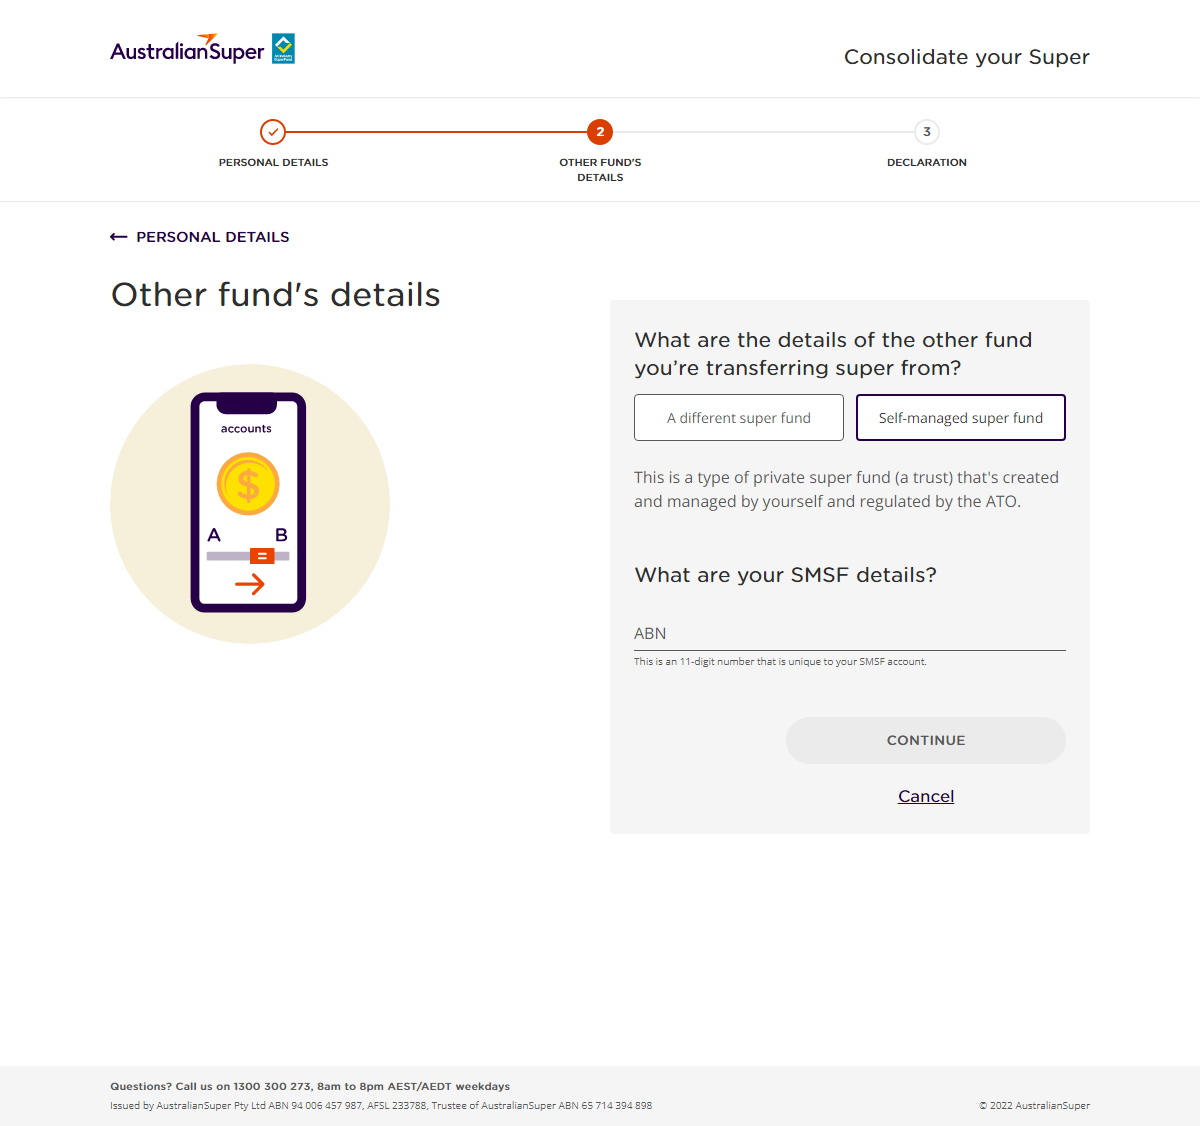 AustralianSuper
Consolidate your Super
2
3
PERSONAL DETAILS
OTHER FUND'S
DETAILS
DECLARATION
← PERSONAL DETAILS
Other fund's details
accounts
$
A B
=
What are the details of the other fund
you’re transferring super from?
A different super fund
Self-managed super fund
This is a type of private super fund (a trust) that's created
and managed by yourself and regulated by the ATO.
What are your SMSF details?
ABN
This is an 11-digit number that is unique to your SMSF account.
CONTINUE
Cancel
Questions? Call us on 1300 300 273, 8am to 8pm AEST/AEDT weekdays
Issued by AustralianSuper Pty Ltd ABN 94 006 457 987, AFSL 233788, Trustee of AustralianSuper ABN 65 714 394 898
© 2022 AustralianSuper